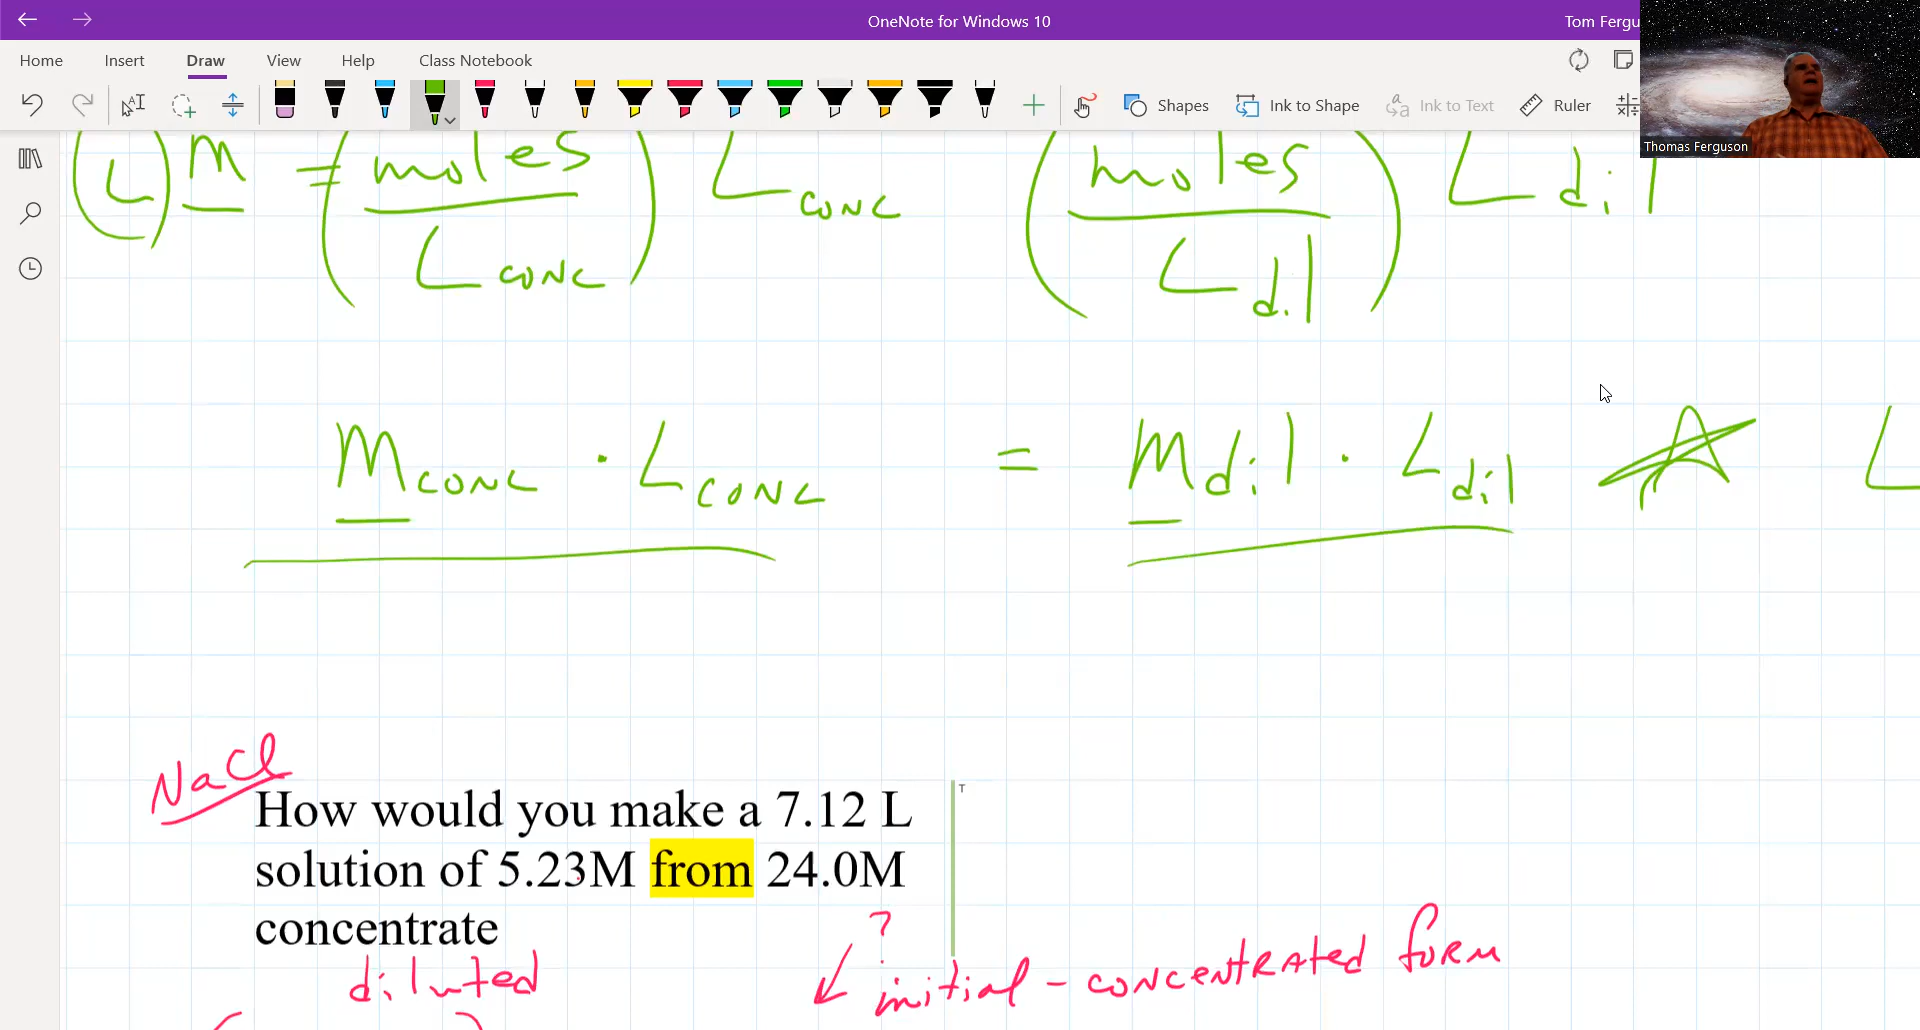 OneNote for Windows 10
Tom Fergu
Home Insert Draw View Help Class Notebook
Shapes Ink to Shape Ink to Text Ruler
Thomas Ferguson
(L) M = (moles / L conc) L conc (moles / L dil) L dil
M conc · L conc = M dil · L dil L
NaCl
How would you make a 7.12 L
solution of 5.23M from 24.0M
concentrate
?
diluted
initial - concentrated form